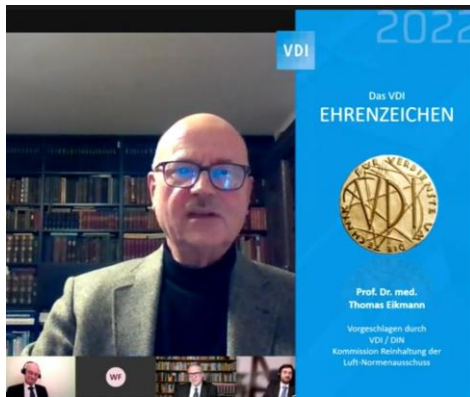 2022
VDI
Das VDI
EHRENZEICHEN
VDI
Prof. Dr. med.
Thomas Eikmann
Vorgeschlagen durch
VDI / DIN
Kommission Reinhaltung der
Luft-Normenausschuss
WF